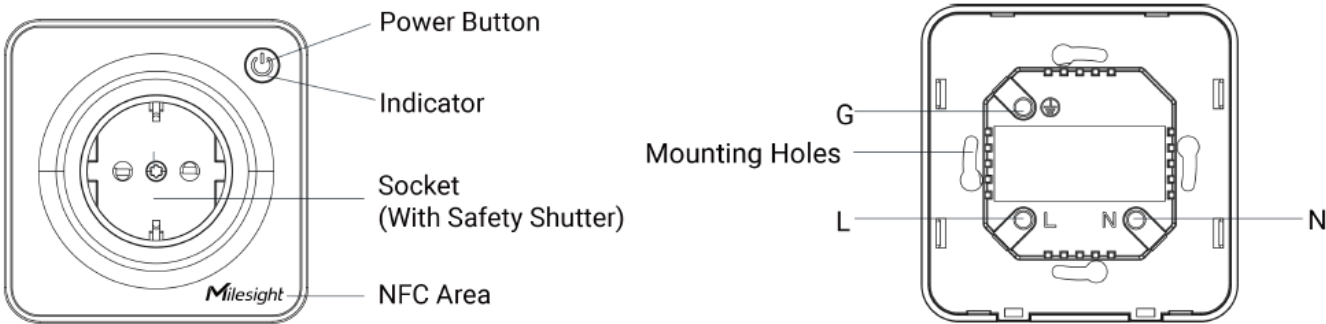 Power Button
Indicator
Socket
(With Safety Shutter)
Milesight
NFC Area
G
Mounting Holes
L
L
N
N